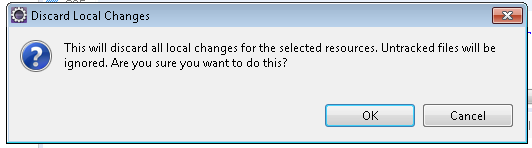 Discard Local Changes
This will discard all local changes for the selected resources. Untracked files will be
ignored. Are you sure you want to do this?
OK
Cancel